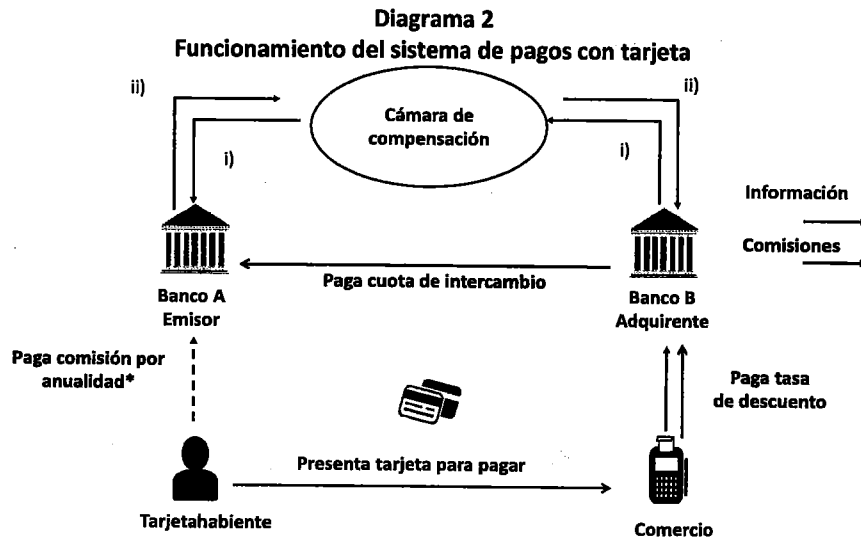 Diagrama 2
Funcionamiento del sistema de pagos con tarjeta
ii)
ii)
Cámara de
compensación
i)
i)
Información
Comisiones
Paga cuota de intercambio
Banco A
Emisor
Banco B
Adquirente
Paga comisión por
anualidad*
Paga tasa
de descuento
Presenta tarjeta para pagar
Tarjetahabiente
Comercio